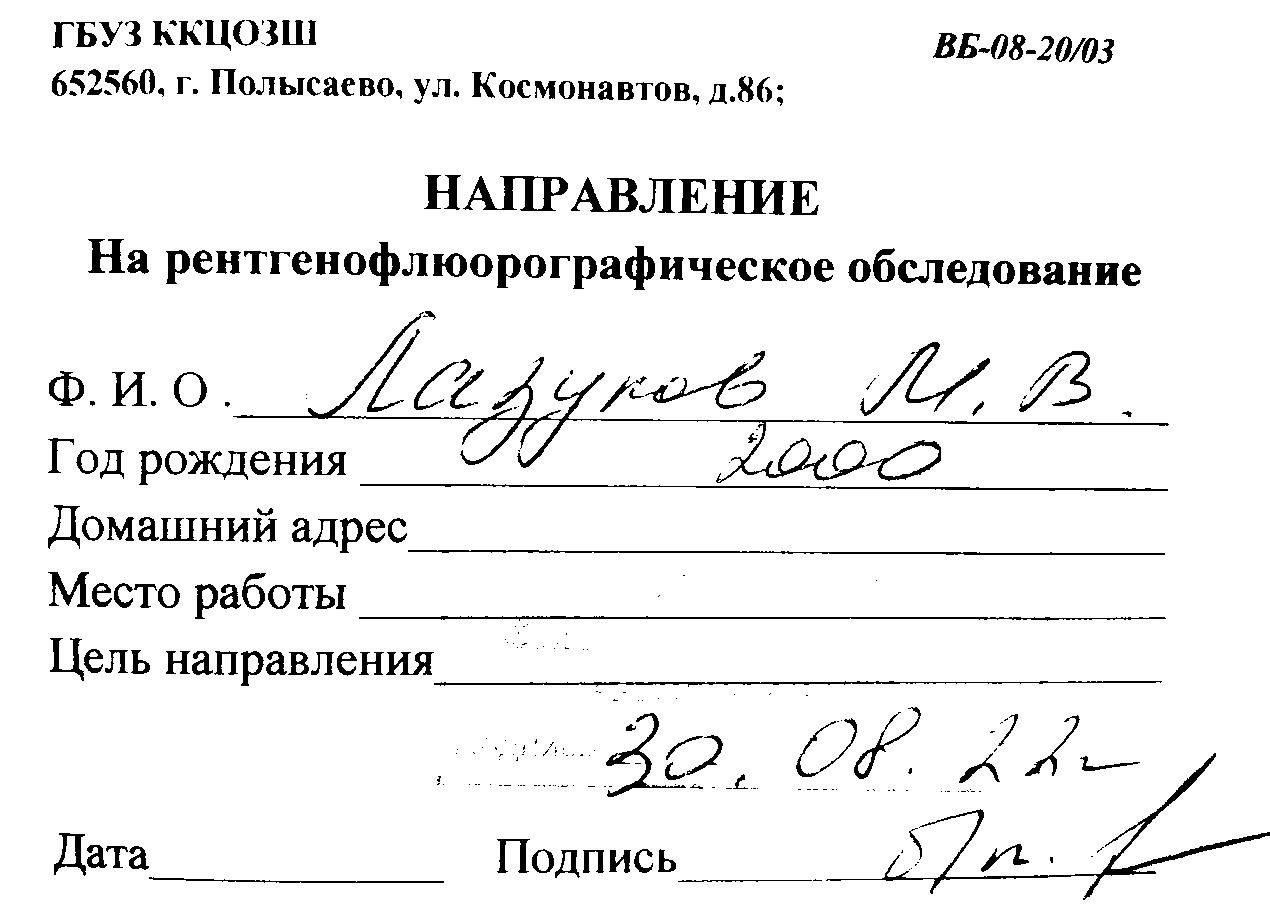 ГБУЗ ККЦОЗШ
ВБ-08-20/03
652560, г. Полысаево, ул. Космонавтов, д.86;
НАПРАВЛЕНИЕ
На рентгенофлюорографическое обследование
Ф. И. О . Лазуков М. В.
Год рождения 2000
Домашний адрес
Место работы
Цель направления
30. 08. 22г
Дата Подпись